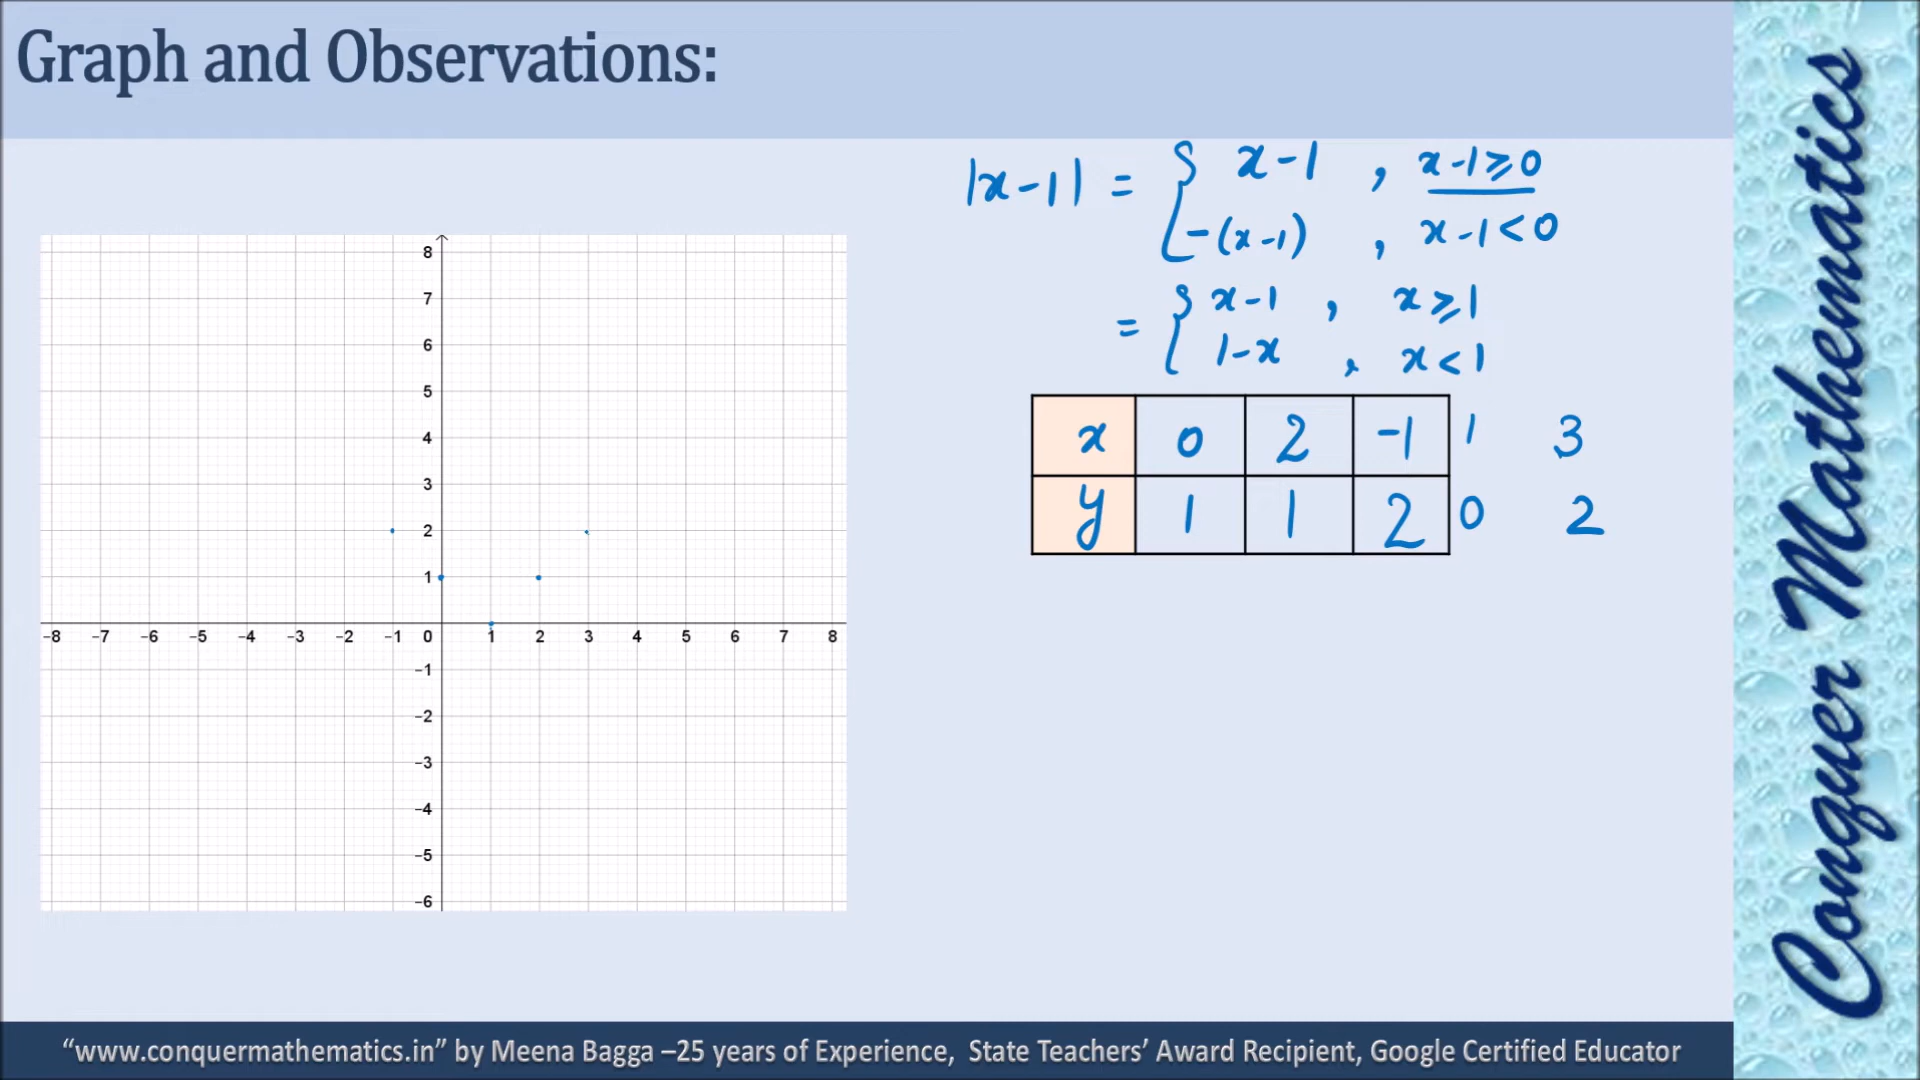 Graph and Observations:
|x-1| = { x-1 , x-1≥0
-(x-1) , x-1<0
= { x-1 , x≥1
1-x , x<1
x 0 2 -1 1 3
y 1 1 2 0 2
8
7
6
5
4
3
2
1
-8 -7 -6 -5 -4 -3 -2 -1 0 1 2 3 4 5 6 7 8
-1
-2
-3
-4
-5
-6
Conquer Mathematics
“www.conquermathematics.in” by Meena Bagga –25 years of Experience, State Teachers’ Award Recipient, Google Certified Educator